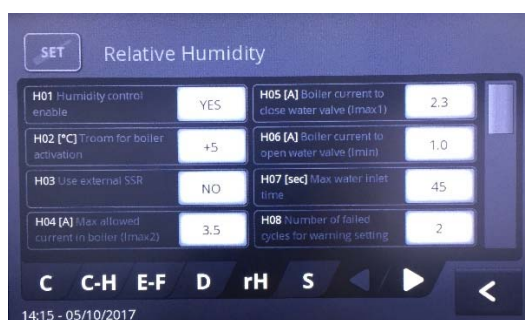 SET Relative Humidity
H01 Humidity control
enable
YES
H02 [°C] Troom for boiler
activation
+5
H03 Use external SSR
NO
H04 [A] Max allowed
current in boiler (Imax2)
3.5
H05 [A] Boiler current to
close water valve (Imax1)
2.3
H06 [A] Boiler current to
open water valve (Imin)
1.0
H07 [sec] Max water inlet
time
45
H08 Number of failed
cycles for warning setting
2
C C-H E-F D rH S
14:15 - 05/10/2017